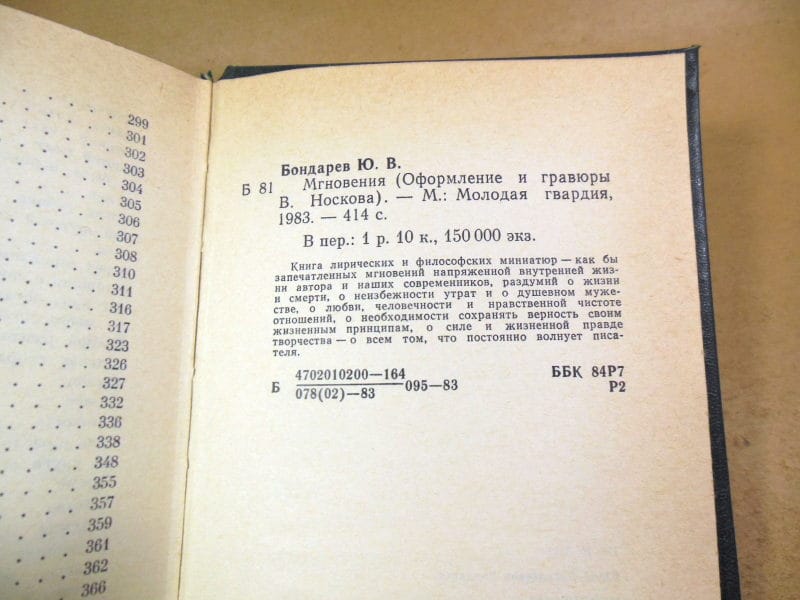 299
301
302
303
304
305
306
307
308
310
311
316
317
323
326
327
332
336
338
348
355
357
359
361
362
366
Бондарев Ю. В.
Б 81 Мгновения (Оформление и гравюры
В. Носкова). — М.: Молодая гвардия,
1983. — 414 с.
В пер.: 1 р. 10 к., 150 000 экз.
Книга лирических и философских миниатюр — как бы
запечатленных мгновений напряженной внутренней жиз-
ни автора и наших современников, раздумий о жизни
и смерти, о неизбежности утрат и о душевном муже-
стве, о любви, человечности и нравственной чистоте
отношений, о необходимости сохранять верность своим
жизненным принципам, о силе и жизненной правде
творчества — о всем том, что постоянно волнует писа-
теля.
4702010200—164
Б 095—83
078(02)—83
ББК 84Р7
Р2